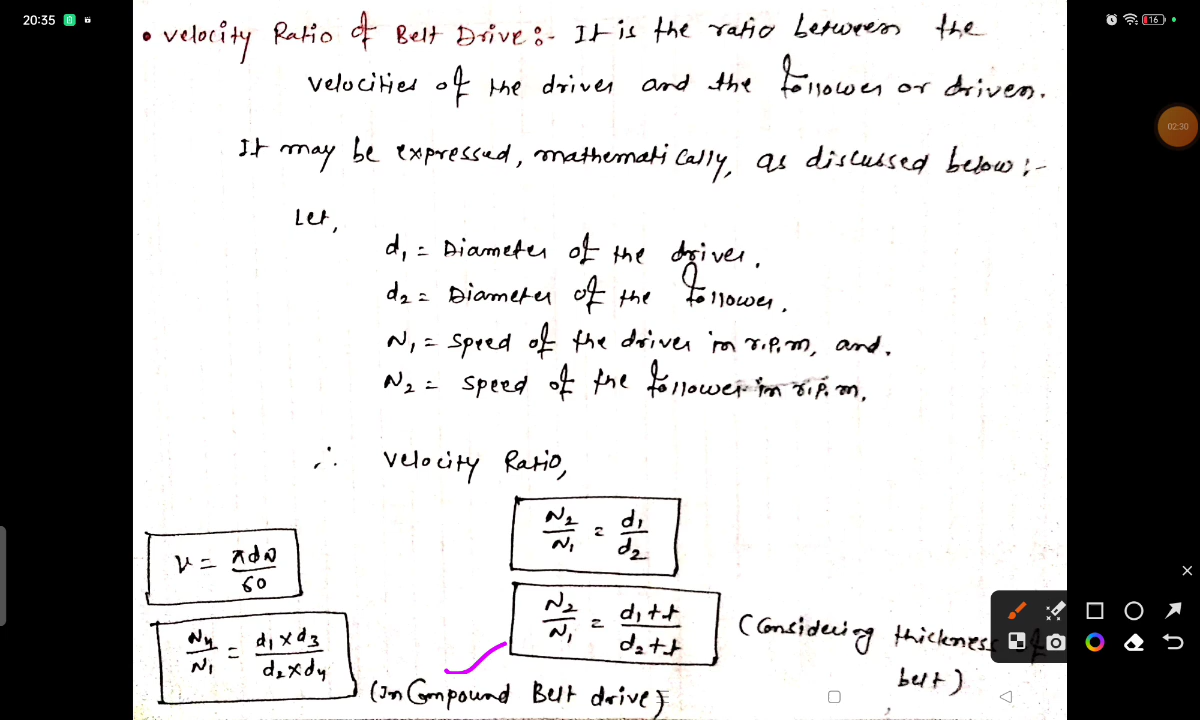 20:35
16
• Velocity Ratio of Belt Drive :- It is the ratio between the
velocities of the driver and the follower or driven.
02:30
It may be expressed, mathematically, as discussed below :-
Let,
d₁ = Diameter of the driver.
d₂ = Diameter of the follower.
N₁ = Speed of the driver in r.p.m, and.
N₂ = Speed of the follower in r.p.m.
∴ Velocity Ratio,
N₂/N₁ = d₁/d₂
V = πdN/60
N₂/N₁ = d₁+t/d₂+t (Considering thickness of
belt)
N₄/N₁ = d₁×d₃/d₂×d₄ (In Compound Belt drive)